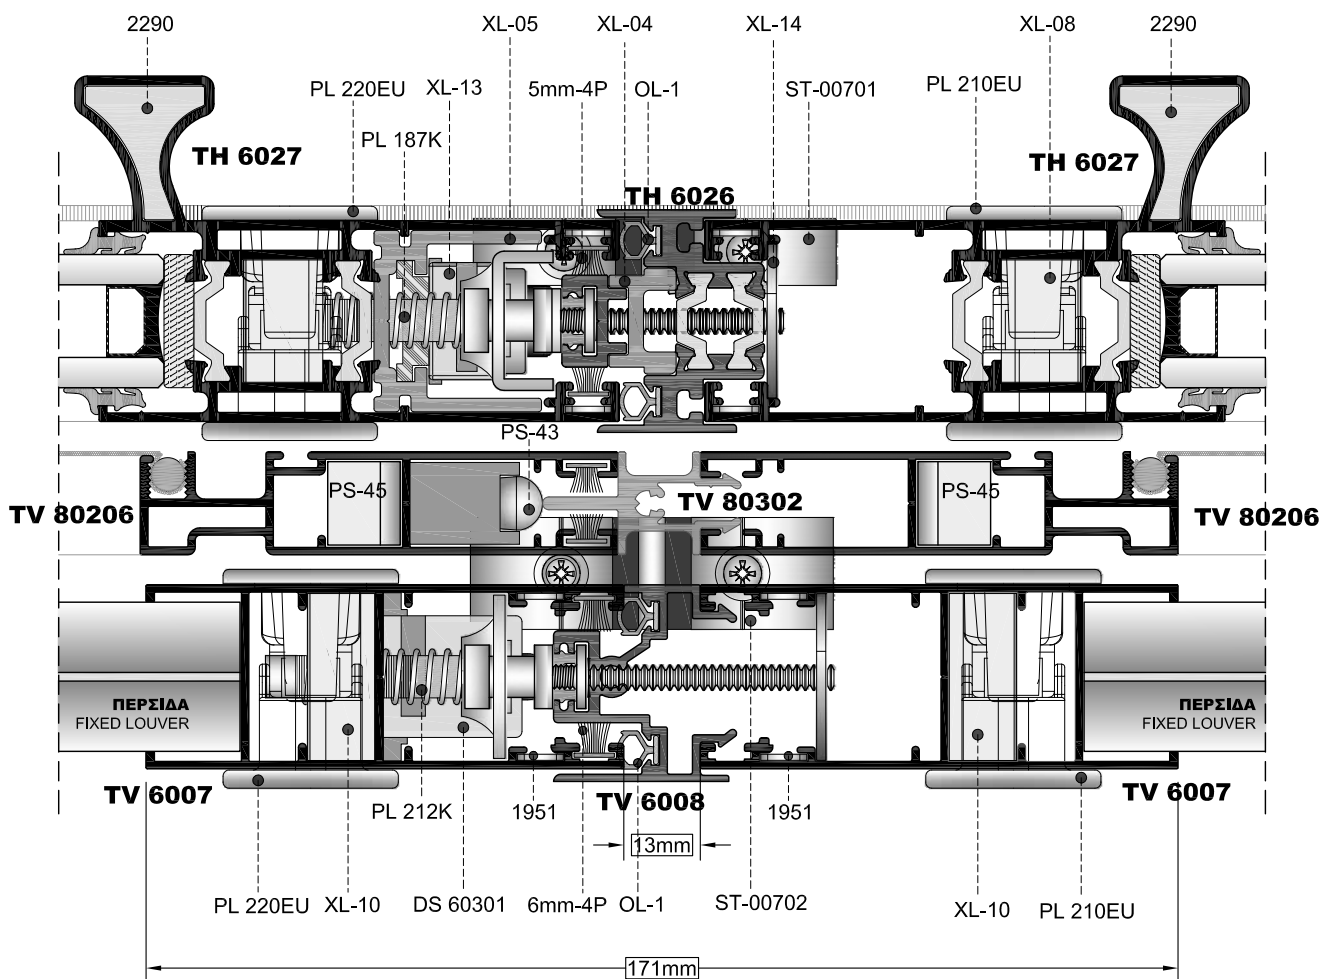 2290
XL-05
XL-04
XL-14
XL-08
2290
PL 220EU
XL-13
5mm-4P
OL-1
ST-00701
PL 210EU
PL 187K
TH 6027
TH 6027
TH 6026
PS-43
PS-45
TV 80302
PS-45
TV 80206
TV 80206
ΠΕΡΣΙΔΑ
FIXED LOUVER
ΠΕΡΣΙΔΑ
FIXED LOUVER
TV 6007
TV 6008
TV 6007
PL 212K
1951
1951
13mm
PL 220EU
XL-10
DS 60301
6mm-4P
OL-1
ST-00702
XL-10
PL 210EU
171mm